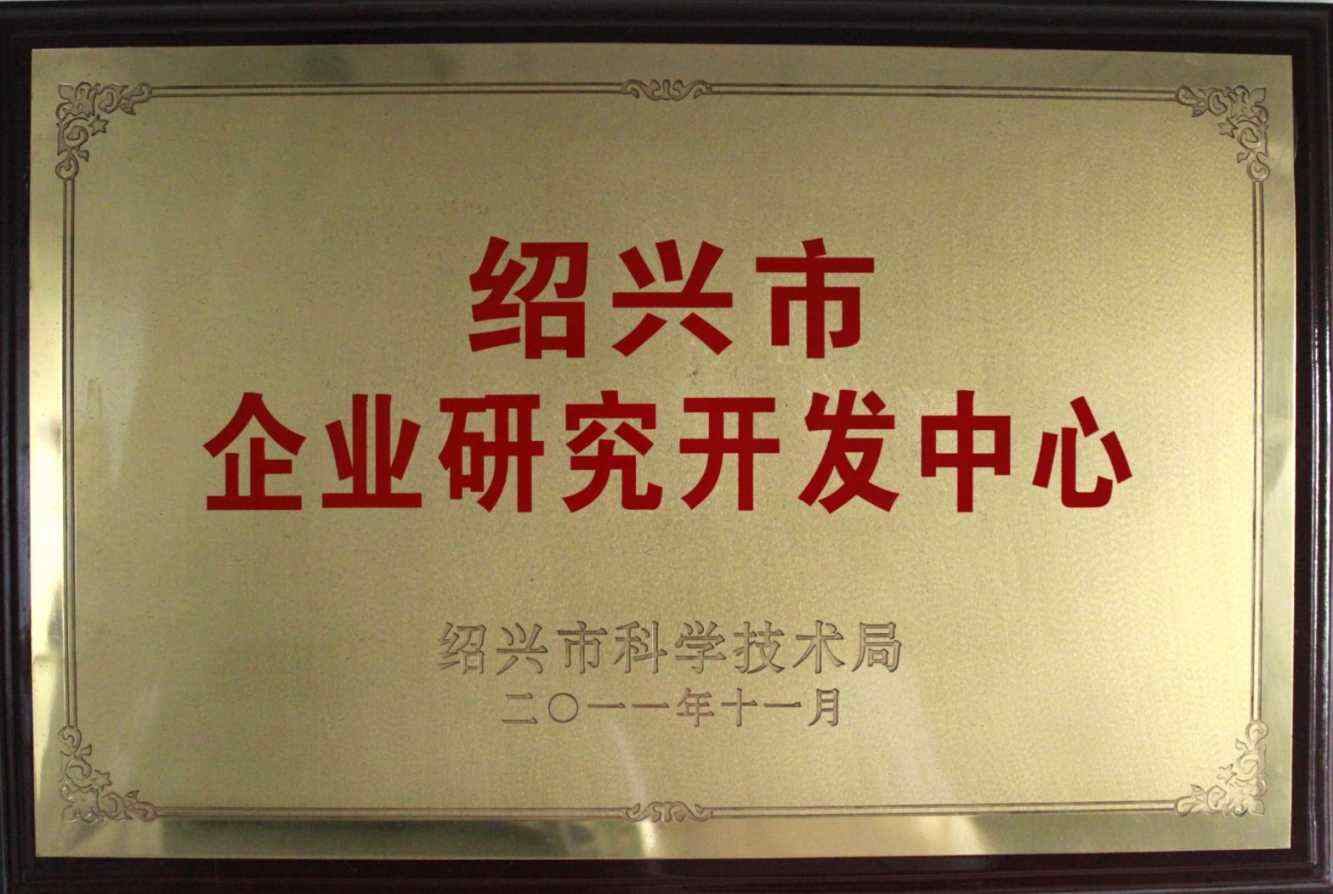 绍兴市
企业研究开发中心
绍兴市科学技术局
二〇一一年十一月